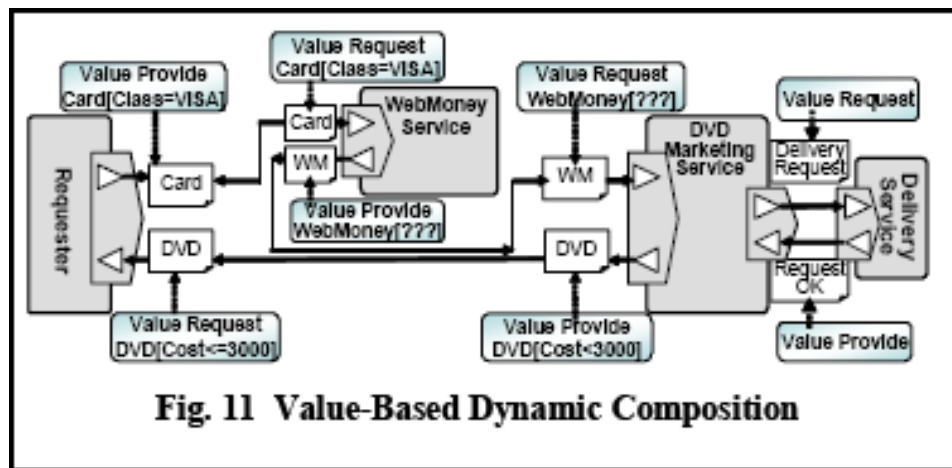 Value Request
Card[Class=VISA]
Value Provide
Card[Class=VISA]
Value Request
WebMoney[???]
Value Request
WebMoney
Service
Card
WM
Value Provide
WebMoney[???]
Requester
Card
DVD
WM
DVD
DVD
Marketing
Service
Delivery
Request
Request
OK
Delivery
Service
Value Request
DVD[Cost<=3000]
Value Provide
DVD[Cost<3000]
Value Provide
Fig. 11 Value-Based Dynamic Composition